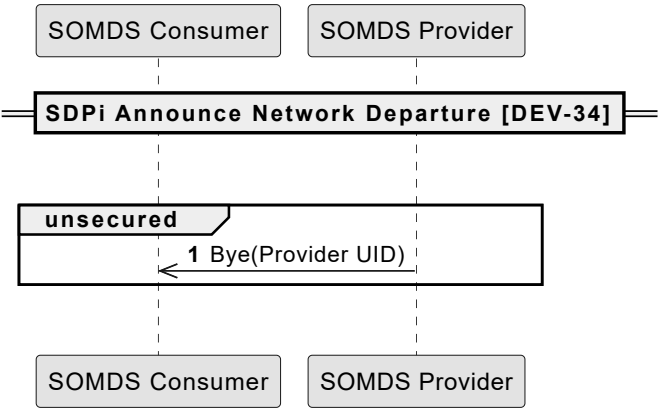 SOMDS Consumer
SOMDS Provider
SDPi Announce Network Departure [DEV-34]
unsecured
1 Bye(Provider UID)
SOMDS Consumer
SOMDS Provider